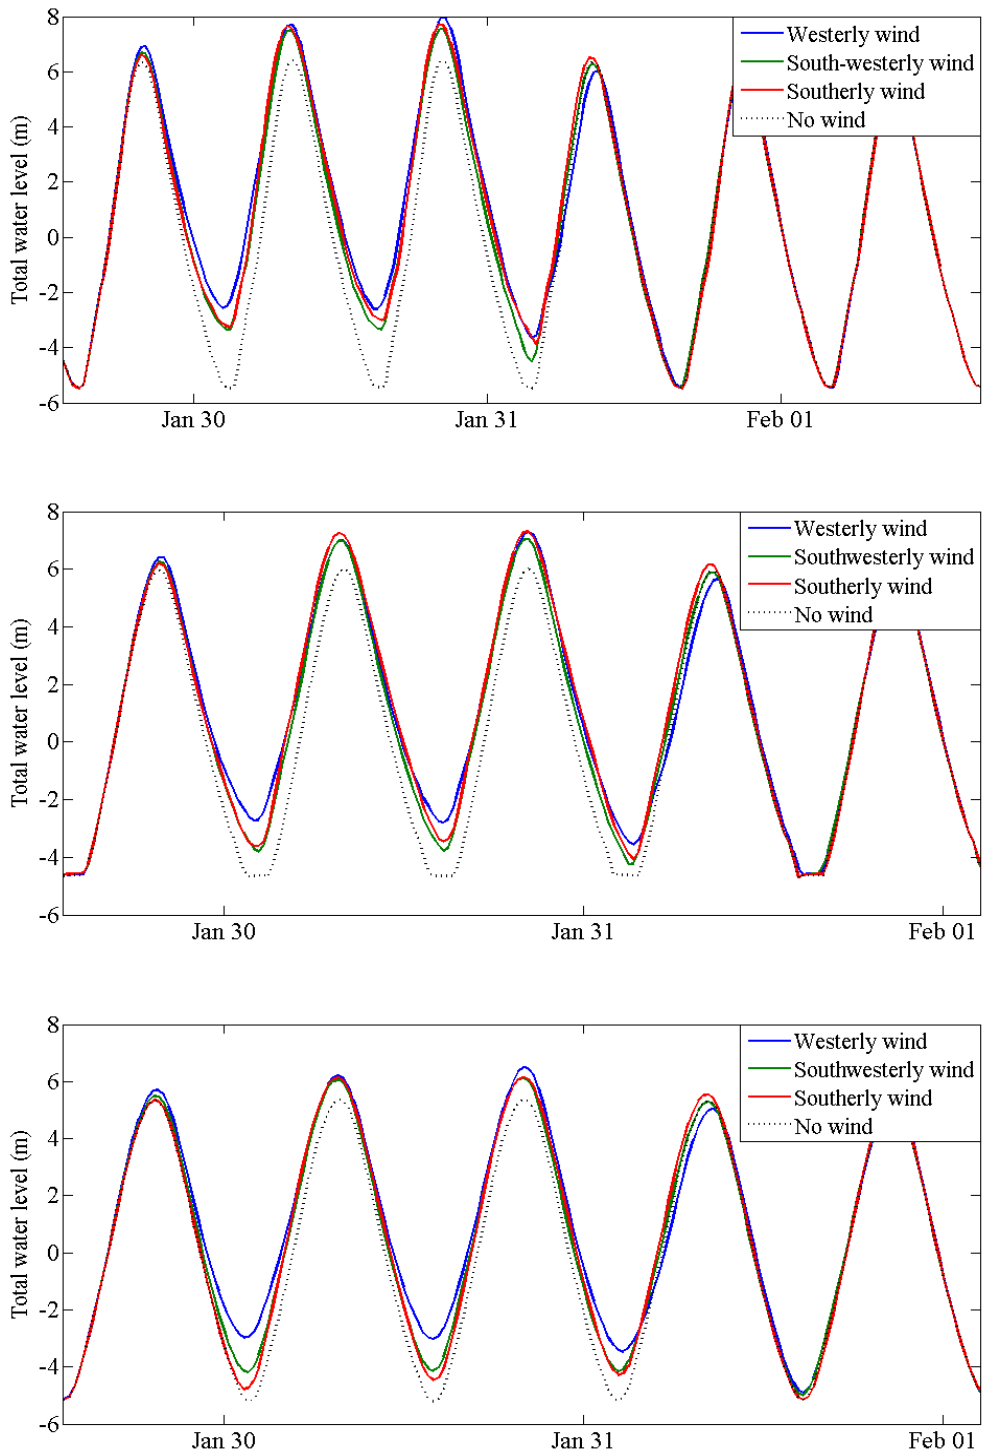 8
6
4
2
0
-2
-4
-6
Total water level (m)
Westerly wind
South-westerly wind
Southerly wind
No wind
Jan 30
Jan 31
Feb 01
8
6
4
2
0
-2
-4
-6
Total water level (m)
Westerly wind
Southwesterly wind
Southerly wind
No wind
Jan 30
Jan 31
Feb 01
8
6
4
2
0
-2
-4
-6
Total water level (m)
Westerly wind
Southwesterly wind
Southerly wind
No wind
Jan 30
Jan 31
Feb 01